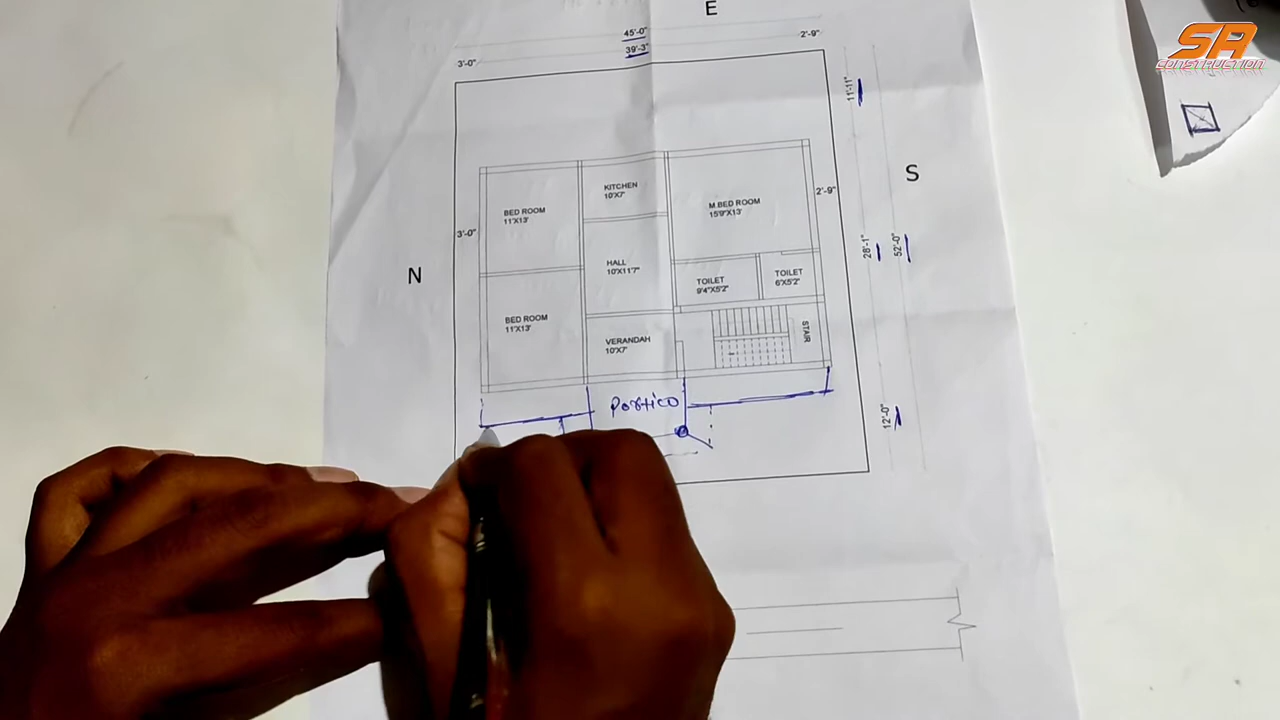 E
SA
CONSTRUCTION
45'-0"
39'-3"
2'-9"
3'-0"
11'-11"
S
KITCHEN
10'X7'
BED ROOM
11'X13'
M.BED ROOM
15'9"X13'
2'-9"
3'-0"
N
HALL
10'X11'7"
28'-1"
52'-0"
TOILET
9'4"X5'2"
TOILET
6'X5'2"
BED ROOM
11'X13'
VERANDAH
10'X7'
STAIR
Portico
12'-0"